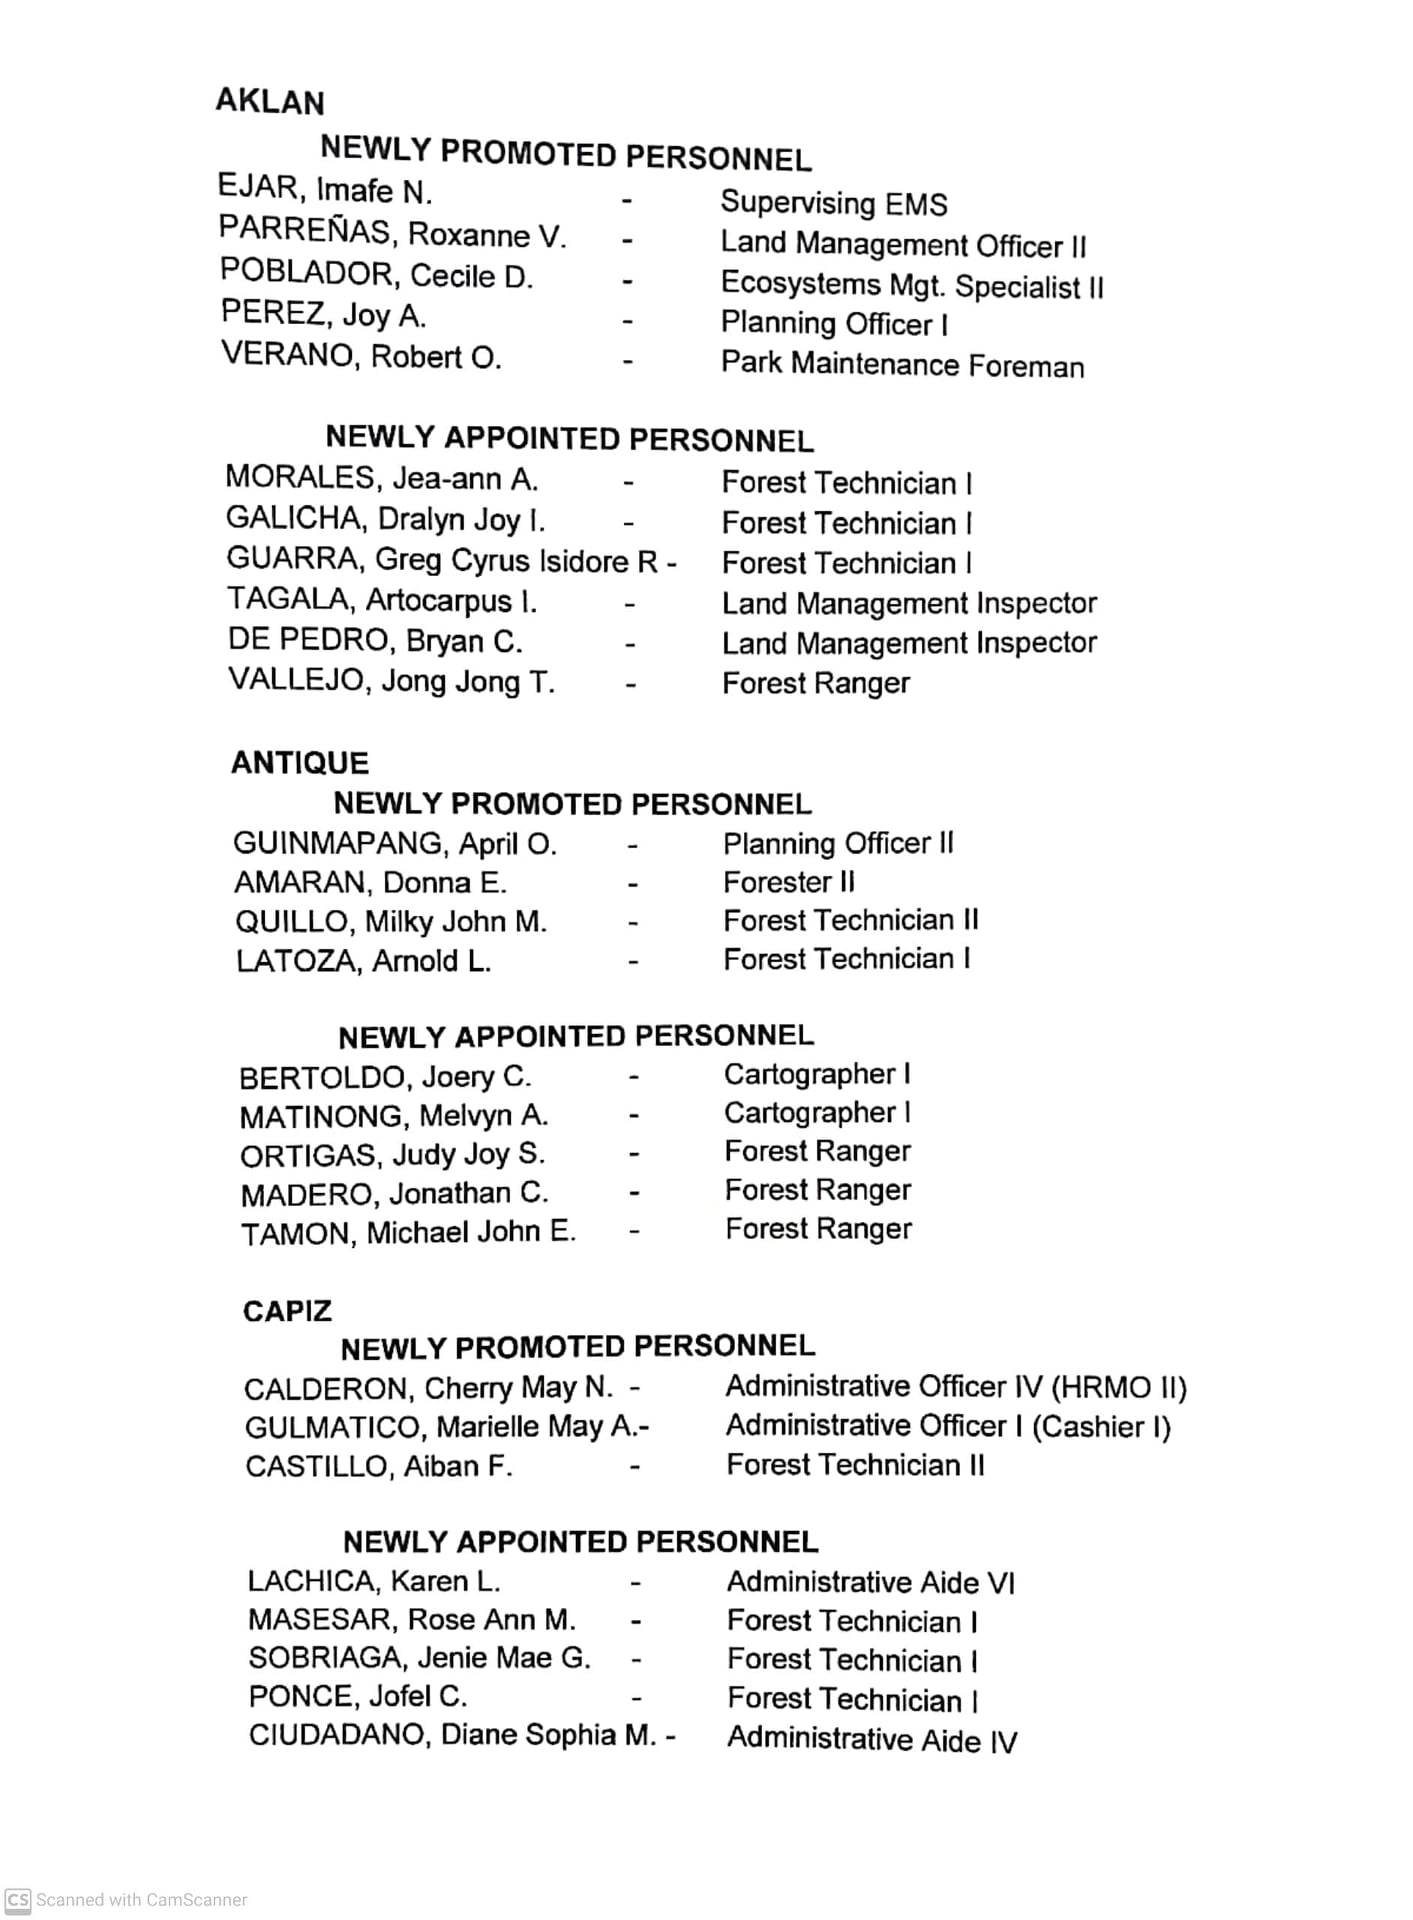 AKLAN
NEWLY PROMOTED PERSONNEL
EJAR, Imafe N. - Supervising EMS
PARREÑAS, Roxanne V. - Land Management Officer II
POBLADOR, Cecile D. - Ecosystems Mgt. Specialist II
PEREZ, Joy A. - Planning Officer I
VERANO, Robert O. - Park Maintenance Foreman
NEWLY APPOINTED PERSONNEL
MORALES, Jea-ann A. - Forest Technician I
GALICHA, Dralyn Joy I. - Forest Technician I
GUARRA, Greg Cyrus Isidore R - Forest Technician I
TAGALA, Artocarpus I. - Land Management Inspector
DE PEDRO, Bryan C. - Land Management Inspector
VALLEJO, Jong Jong T. - Forest Ranger
ANTIQUE
NEWLY PROMOTED PERSONNEL
GUINMAPANG, April O. - Planning Officer II
AMARAN, Donna E. - Forester II
QUILLO, Milky John M. - Forest Technician II
LATOZA, Arnold L. - Forest Technician I
NEWLY APPOINTED PERSONNEL
BERTOLDO, Joery C. - Cartographer I
MATINONG, Melvyn A. - Cartographer I
ORTIGAS, Judy Joy S. - Forest Ranger
MADERO, Jonathan C. - Forest Ranger
TAMON, Michael John E. - Forest Ranger
CAPIZ
NEWLY PROMOTED PERSONNEL
CALDERON, Cherry May N. - Administrative Officer IV (HRMO II)
GULMATICO, Marielle May A.- Administrative Officer I (Cashier I)
CASTILLO, Aiban F. - Forest Technician II
NEWLY APPOINTED PERSONNEL
LACHICA, Karen L. - Administrative Aide VI
MASESAR, Rose Ann M. - Forest Technician I
SOBRIAGA, Jenie Mae G. - Forest Technician I
PONCE, Jofel C. - Forest Technician I
CIUDADANO, Diane Sophia M. - Administrative Aide IV
CS Scanned with CamScanner